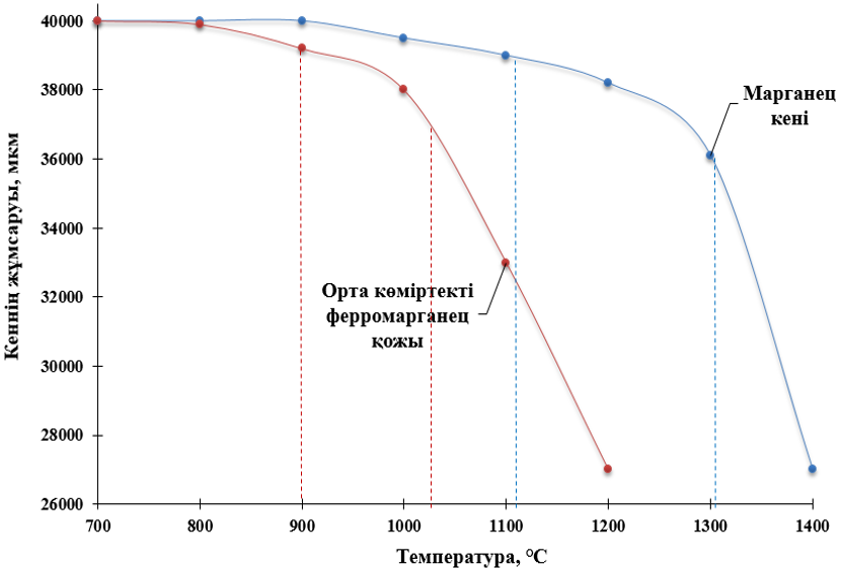 40000
38000
36000
34000
32000
30000
28000
26000
Кеннің жұмсаруы, мкм
Марганец
кені
Орта көміртекті
ферромарганец
қожы
700 800 900 1000 1100 1200 1300 1400
Температура, °С